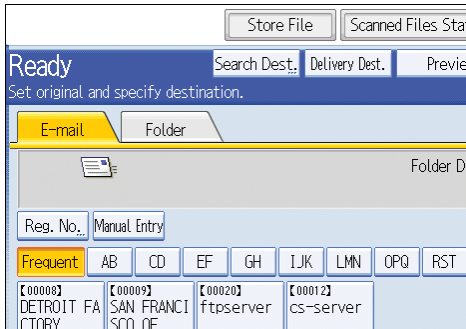 Store File Scanned Files Sta
Ready Search Dest. Delivery Dest. Previe
Set original and specify destination.
E-mail Folder
Folder D
Reg. No. Manual Entry
Frequent AB CD EF GH IJK LMN OPQ RST
【00008】 【00009】 【00020】 【00012】
DETROIT FA SAN FRANCI ftpserver cs-server
CTORY SCO OF